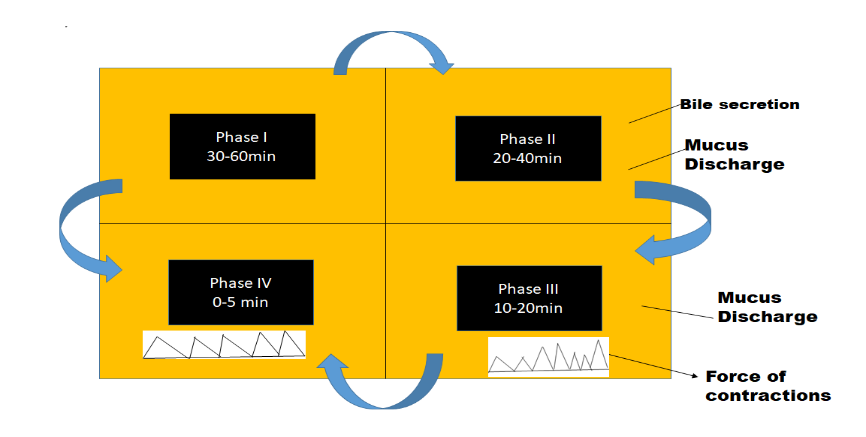 Phase I
30-60min
Phase II
20-40min
Bile secretion
Mucus
Discharge
Phase IV
0-5 min
Phase III
10-20min
Mucus
Discharge
Force of
contractions